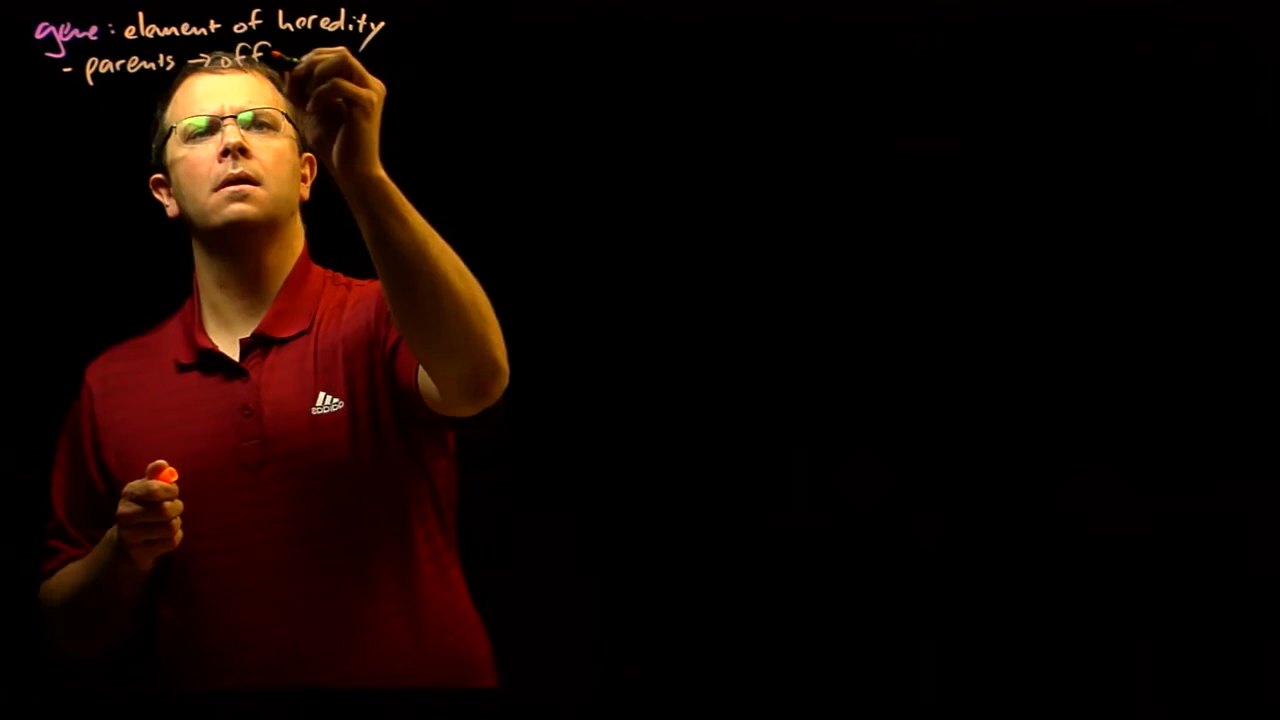 gene: element of heredity
- parents → off